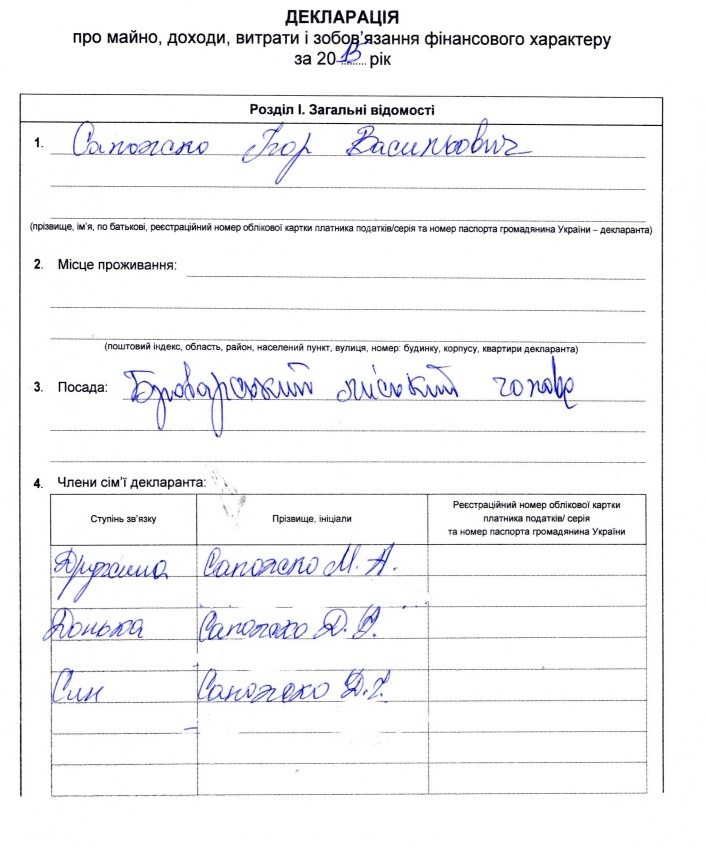 ДЕКЛАРАЦІЯ
про майно, доходи, витрати і зобов'язання фінансового характеру
за 2013 рік
Розділ І. Загальні відомості
1. Сапожко Ігор Васильович
(прізвище, ім'я, по батькові, реєстраційний номер облікової картки платника податків/серія та номер паспорта громадянина України – декларанта)
2. Місце проживання:
(поштовий індекс, область, район, населений пункт, вулиця, номер: будинку, корпусу, квартири декларанта)
3. Посада: Броварський міський голова
4. Члени сім'ї декларанта:
Ступінь зв'язку
Прізвище, ініціали
Реєстраційний номер облікової картки
платника податків/ серія
та номер паспорта громадянина України
Дружина Сапожко М. А.
Донька Сапожко Д. І.
Син Сапожко Д. І.